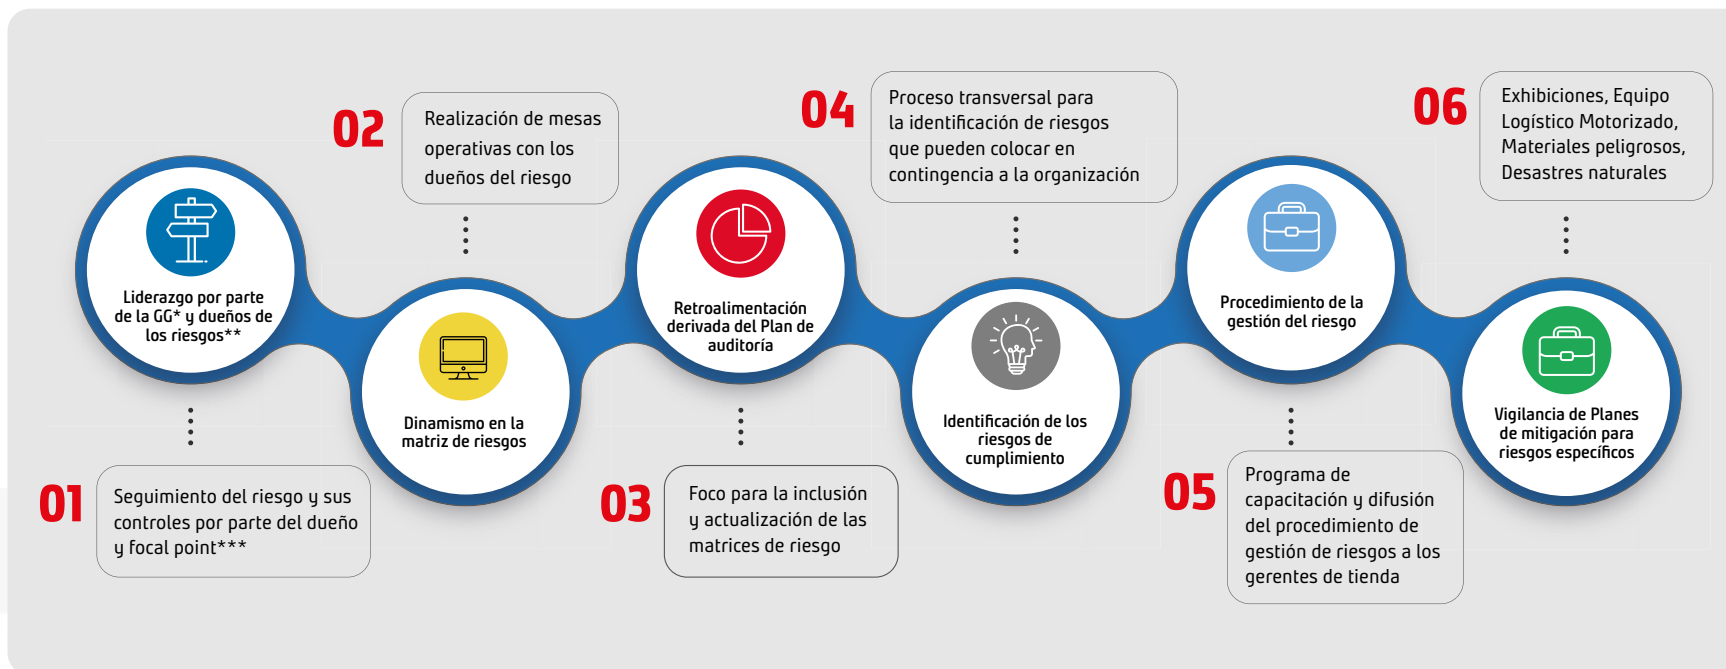 01
Liderazgo por parte
de la GG* y dueños de
los riesgos**
Seguimiento del riesgo y sus
controles por parte del dueño
y focal point***
02
Realización de mesas
operativas con los
dueños del riesgo
Dinamismo en la
matriz de riesgos
03
Retroalimentación
derivada del Plan de
auditoría
Foco para la inclusión
y actualización de las
matrices de riesgo
04
Proceso transversal para
la identificación de riesgos
que pueden colocar en
contingencia a la organización
Identificación de los
riesgos de
cumplimiento
05
Procedimiento de la
gestión del riesgo
Programa de
capacitación y difusión
del procedimiento de
gestión de riesgos a los
gerentes de tienda
06
Exhibiciones, Equipo
Logístico Motorizado,
Materiales peligrosos,
Desastres naturales
Vigilancia de Planes
de mitigación para
riesgos específicos